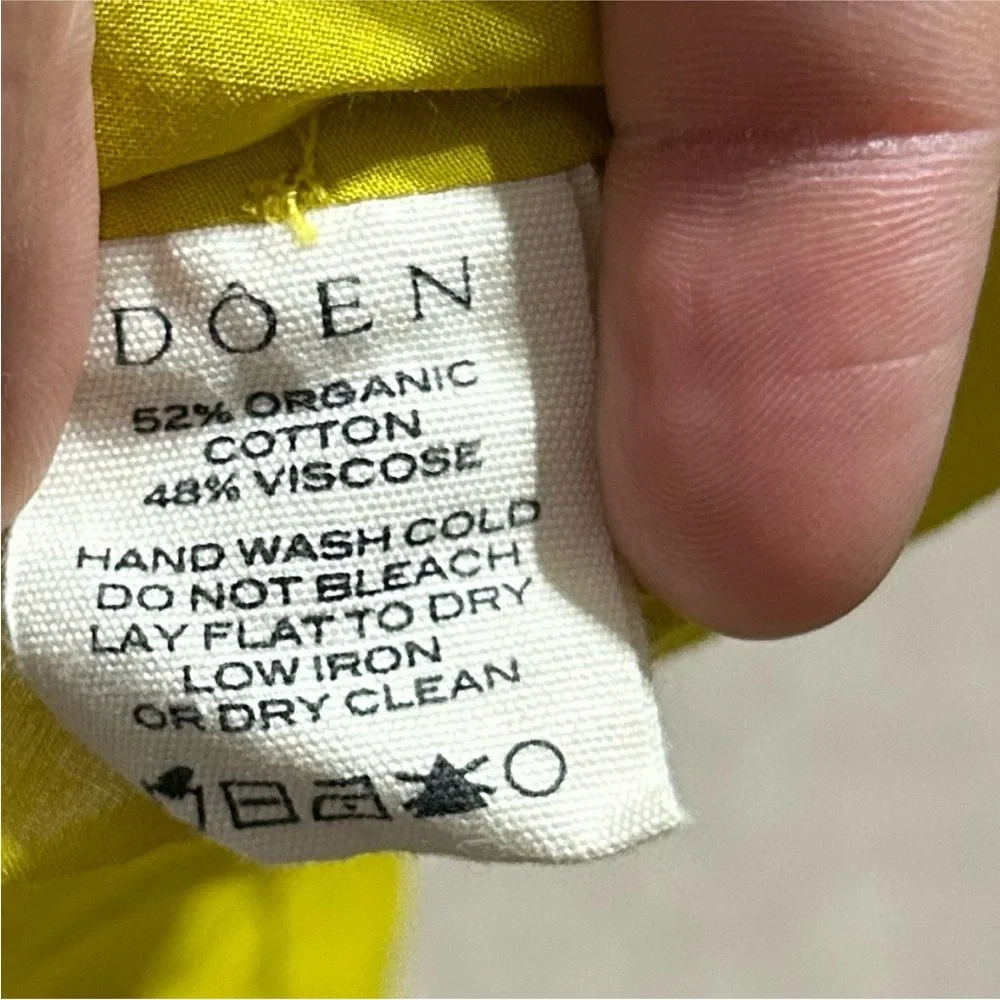 DÔEN
52% ORGANIC
COTTON
48% VISCOSE
HAND WASH COLD
DO NOT BLEACH
LAY FLAT TO DRY
LOW IRON
OR DRY CLEAN